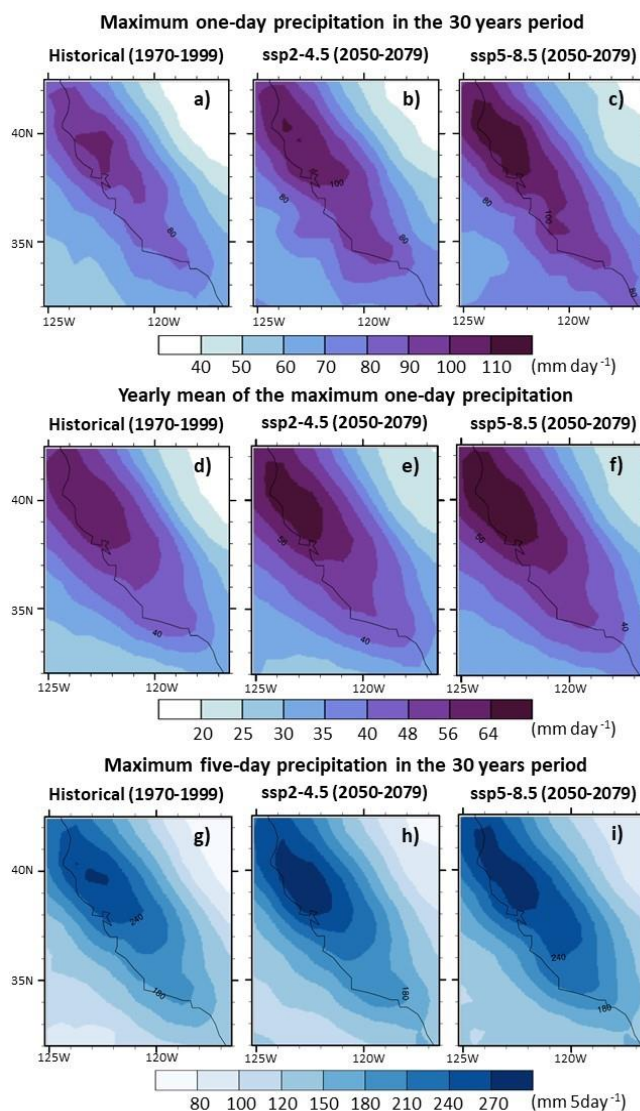 Maximum one-day precipitation in the 30 years period
Historical (1970-1999) ssp2-4.5 (2050-2079) ssp5-8.5 (2050-2079)
a) b) c)
40N
100
80 80 80 100
35N
80 80
125W 120W 125W 120W 125W 120W
40 50 60 70 80 90 100 110 (mm day-1)
Yearly mean of the maximum one-day precipitation
Historical (1970-1999) ssp2-4.5 (2050-2079) ssp5-8.5 (2050-2079)
d) e) f)
40N
56 56
35N
40 40 40
125W 120W 125W 120W 125W 120W
20 25 30 35 40 48 56 64 (mm day-1)
Maximum five-day precipitation in the 30 years period
Historical (1970-1999) ssp2-4.5 (2050-2079) ssp5-8.5 (2050-2079)
g) h) i)
40N
240
240
35N
180 180 180
125W 120W 125W 120W 125W 120W
80 100 120 150 180 210 240 270 (mm 5day-1)